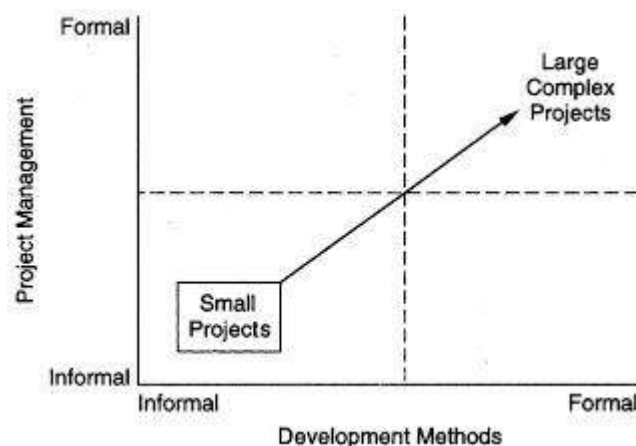 Formal
Large
Complex
Projects
Project Management
Small
Projects
Informal
Informal
Formal
Development Methods